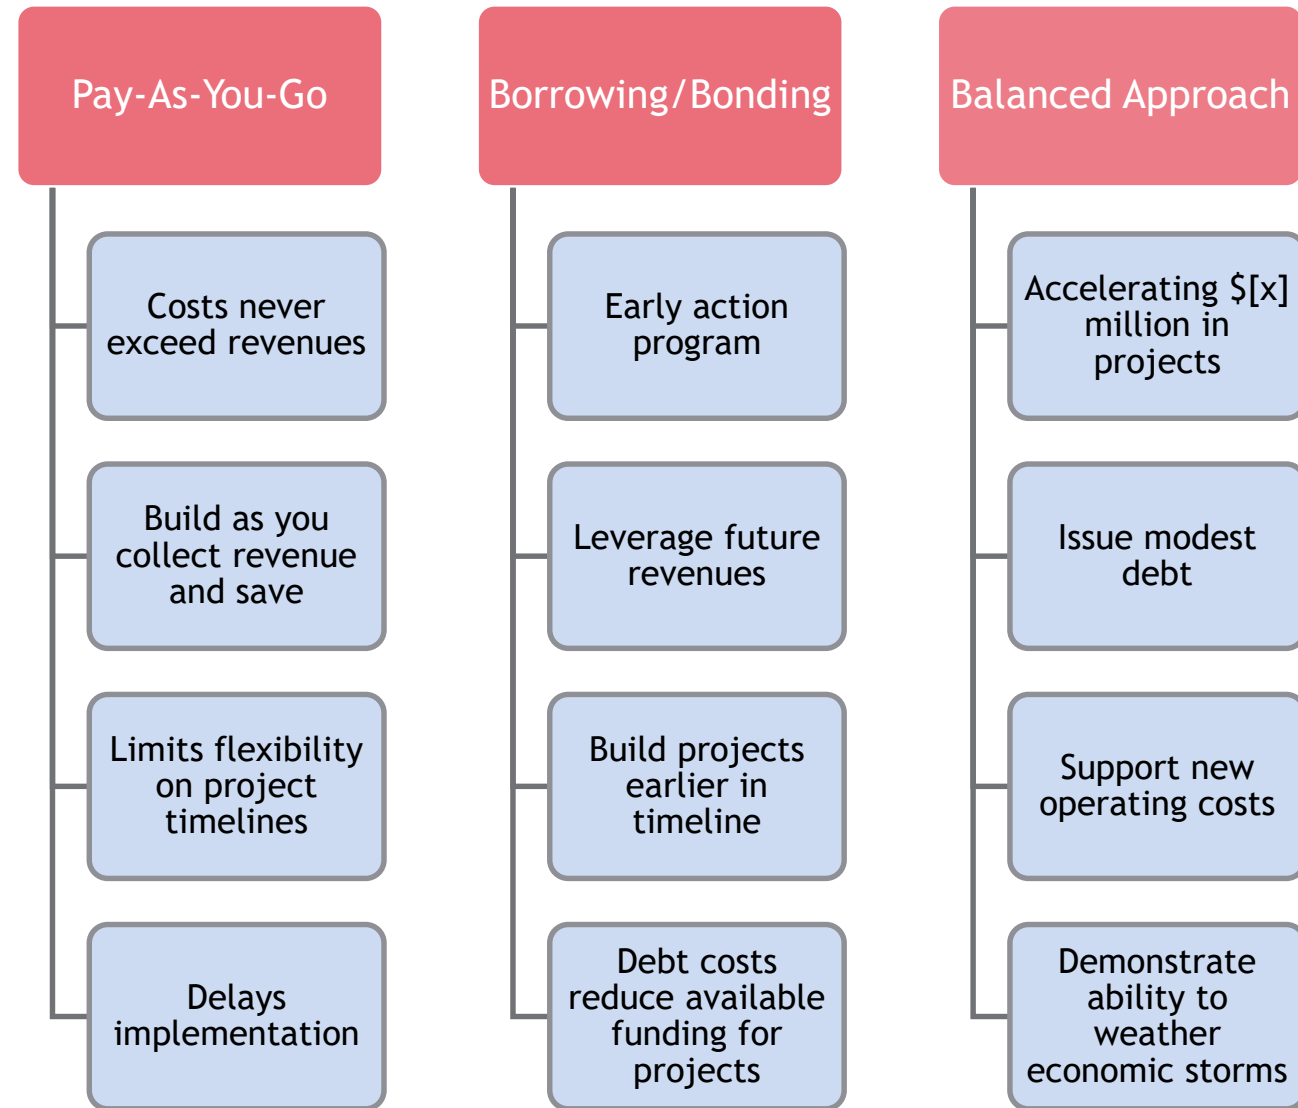 Pay-As-You-Go
Costs never
exceed revenues
Build as you
collect revenue
and save
Limits flexibility
on project
timelines
Delays
implementation
Borrowing/Bonding
Early action
program
Leverage future
revenues
Build projects
earlier in
timeline
Debt costs
reduce available
funding for
projects
Balanced Approach
Accelerating $[x]
million in
projects
Issue modest
debt
Support new
operating costs
Demonstrate
ability to
weather
economic storms